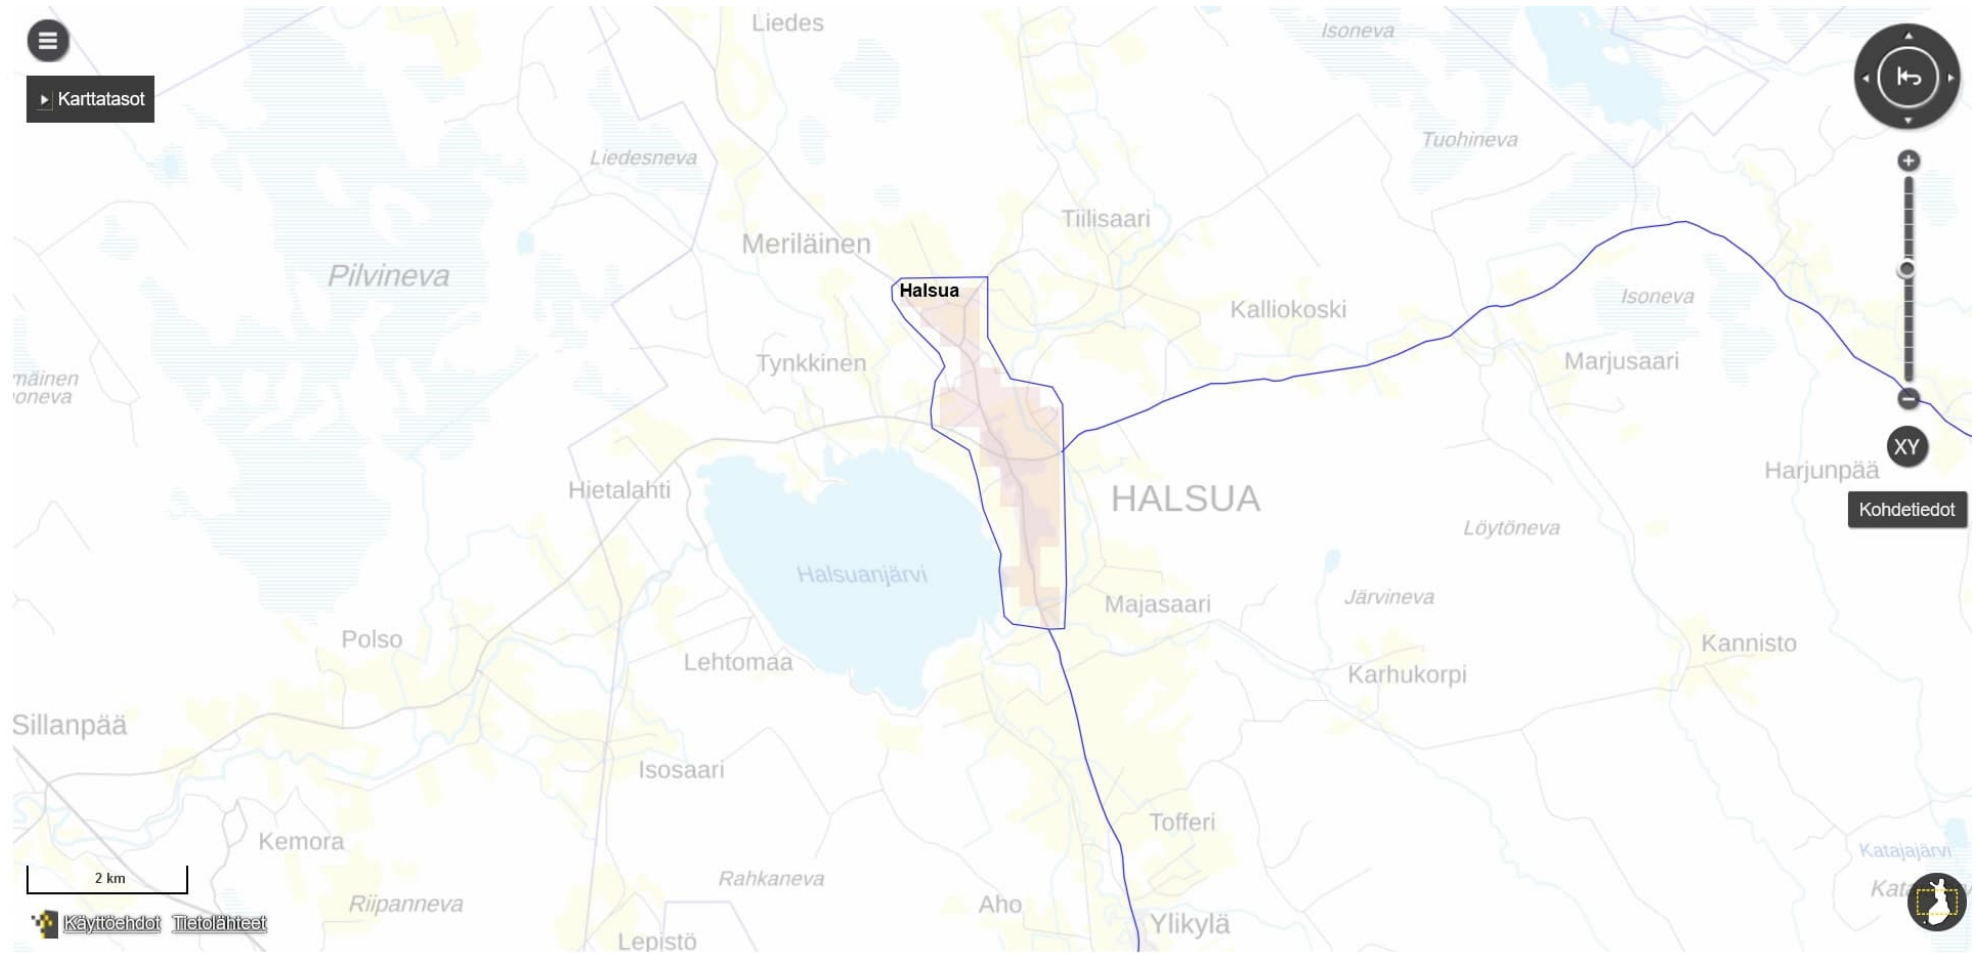 Liedes
Isoneva
Karttatasot
Tuohineva
Liedesneva
Tiilisaari
Meriläinen
Pilvineva
Halsua
Isoneva
Kalliokoski
Tynkkinen
Marjusaari
mäinen
oneva
XY
Harjunpää
Hietalahti
HALSUA
Kohdetiedot
Löytöneva
Halsuanjärvi
Järvineva
Majasaari
Polso
Kannisto
Lehtomaa
Karhukorpi
Sillanpää
Isosaari
Tofferi
Kemora
Katajajärvi
2 km
Rahkaneva
Kata
Riipanneva
Aho
Käyttöehdot Tietolähteet
Ylikylä
Lepistö